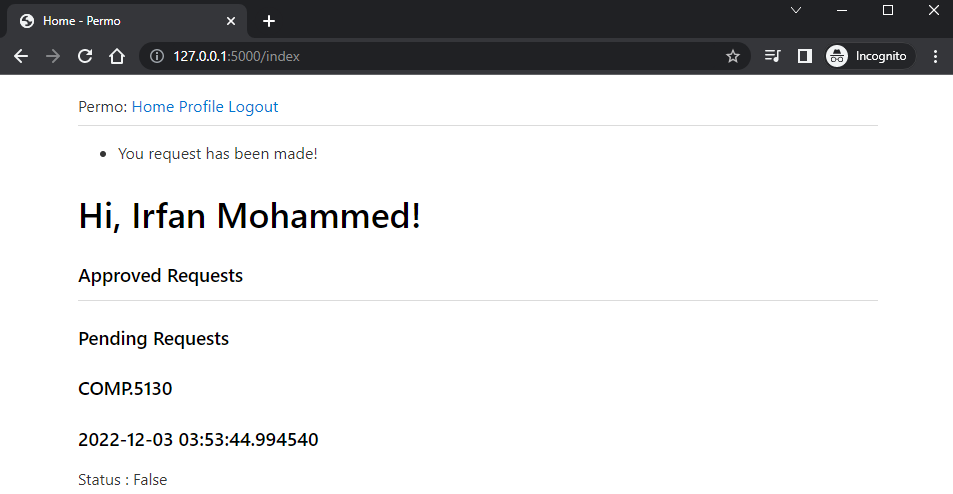 Home - Permo
127.0.0.1:5000/index
Incognito
Permo: Home Profile Logout
You request has been made!
Hi, Irfan Mohammed!
Approved Requests
Pending Requests
COMP.5130
2022-12-03 03:53:44.994540
Status : False